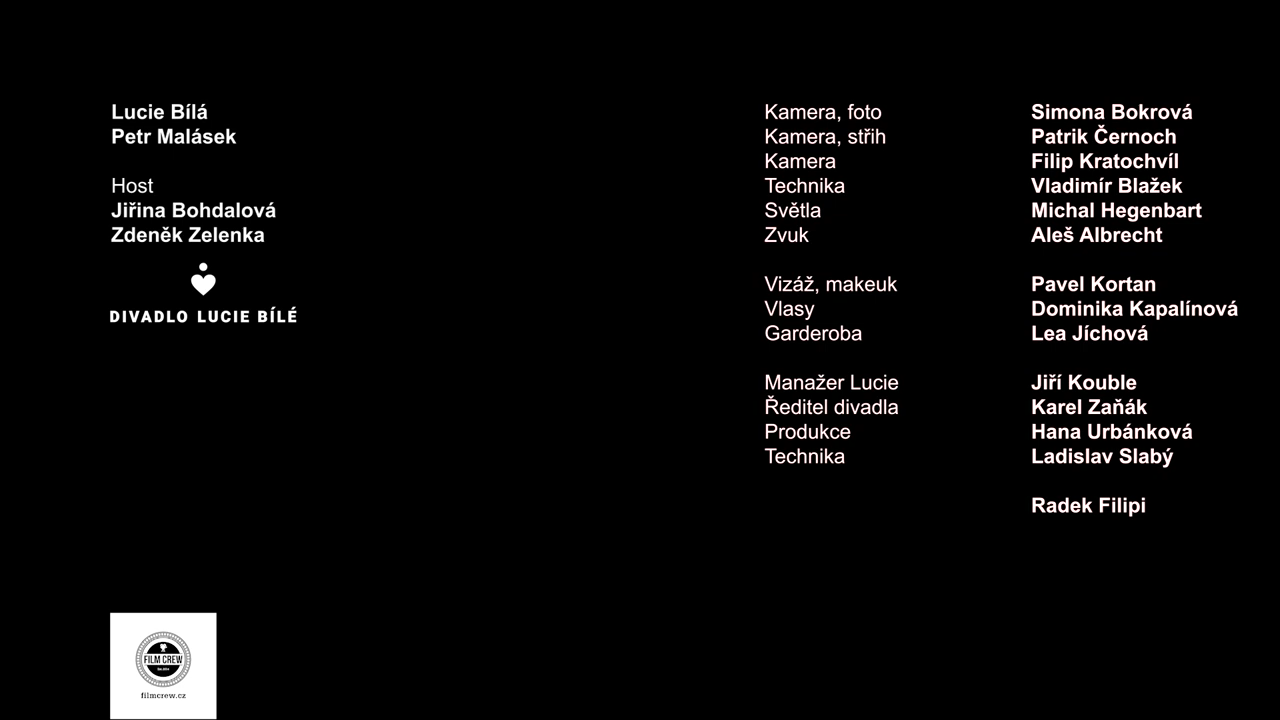 Lucie Bílá
Petr Malásek
Host
Jiřina Bohdalová
Zdeněk Zelenka
DIVADLO LUCIE BÍLÉ
Kamera, foto Simona Bokrová
Kamera, střih Patrik Černoch
Kamera Filip Kratochvíl
Technika Vladimír Blažek
Světla Michal Hegenbart
Zvuk Aleš Albrecht
Vizáž, makeuk Pavel Kortan
Vlasy Dominika Kapalínová
Garderoba Lea Jíchová
Manažer Lucie Jiří Kouble
Ředitel divadla Karel Zaňák
Produkce Hana Urbánková
Technika Ladislav Slabý
Radek Filipi
FILM CREW
filmcrew.cz